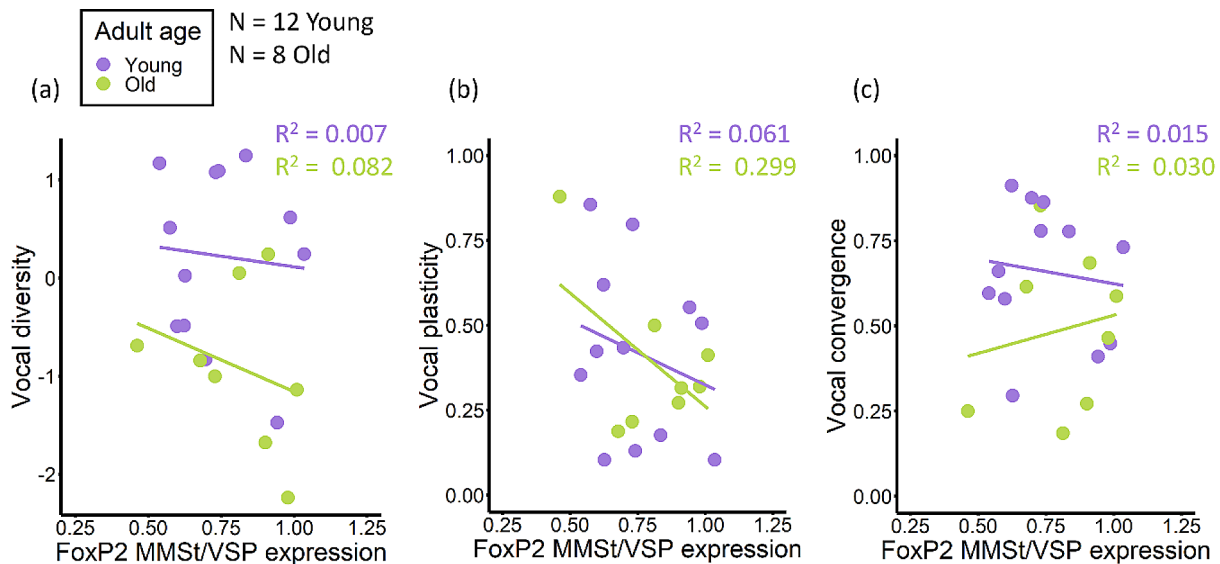 Adult age
Young
Old
N = 12 Young
N = 8 Old
(a)
R² = 0.007
R² = 0.082
Vocal diversity
1
0
-1
-2
0.25 0.50 0.75 1.00 1.25
FoxP2 MMSt/VSP expression
(b)
R² = 0.061
R² = 0.299
Vocal plasticity
1.00
0.75
0.50
0.25
0.00
0.25 0.50 0.75 1.00 1.25
FoxP2 MMSt/VSP expression
(c)
R² = 0.015
R² = 0.030
Vocal convergence
1.00
0.75
0.50
0.25
0.00
0.25 0.50 0.75 1.00 1.25
FoxP2 MMSt/VSP expression